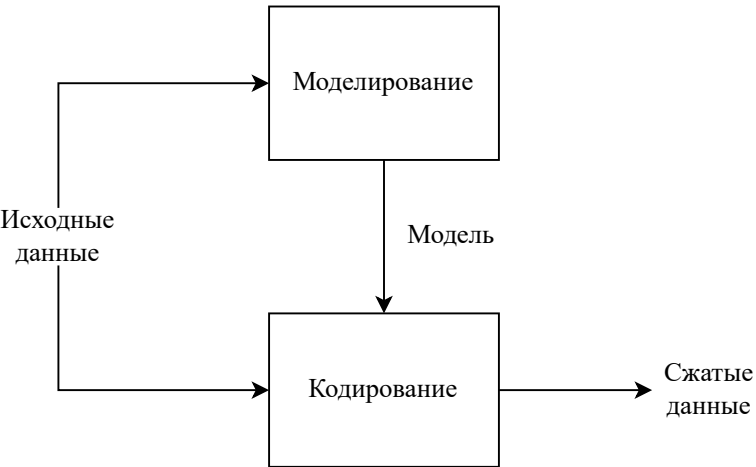 Моделирование
Исходные
данные
Модель
Кодирование
Сжатые
данные